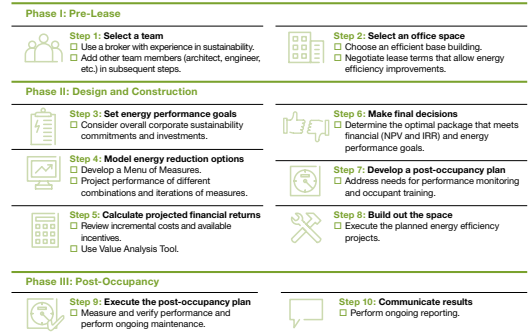 Phase I: Pre-Lease
Step 1: Select a team
☐ Use a broker with experience in sustainability.
☐ Add other team members (architect, engineer,
etc.) in subsequent steps.
Step 2: Select an office space
☐ Choose an efficient base building.
☐ Negotiate lease terms that allow energy
efficiency improvements.
Phase II: Design and Construction
Step 3: Set energy performance goals
☐ Consider overall corporate sustainability
commitments and investments.
Step 4: Model energy reduction options
☐ Develop a Menu of Measures.
☐ Project performance of different
combinations and iterations of measures.
Step 5: Calculate projected financial returns
☐ Review incremental costs and available
incentives.
☐ Use Value Analysis Tool.
Step 6: Make final decisions
☐ Determine the optimal package that meets
financial (NPV and IRR) and energy
performance goals.
Step 7: Develop a post-occupancy plan
☐ Address needs for performance monitoring
and occupant training.
Step 8: Build out the space
☐ Execute the planned energy efficiency
projects.
Phase III: Post-Occupancy
Step 9: Execute the post-occupancy plan
☐ Measure and verify performance and
perform ongoing maintenance.
Step 10: Communicate results
☐ Perform ongoing reporting.